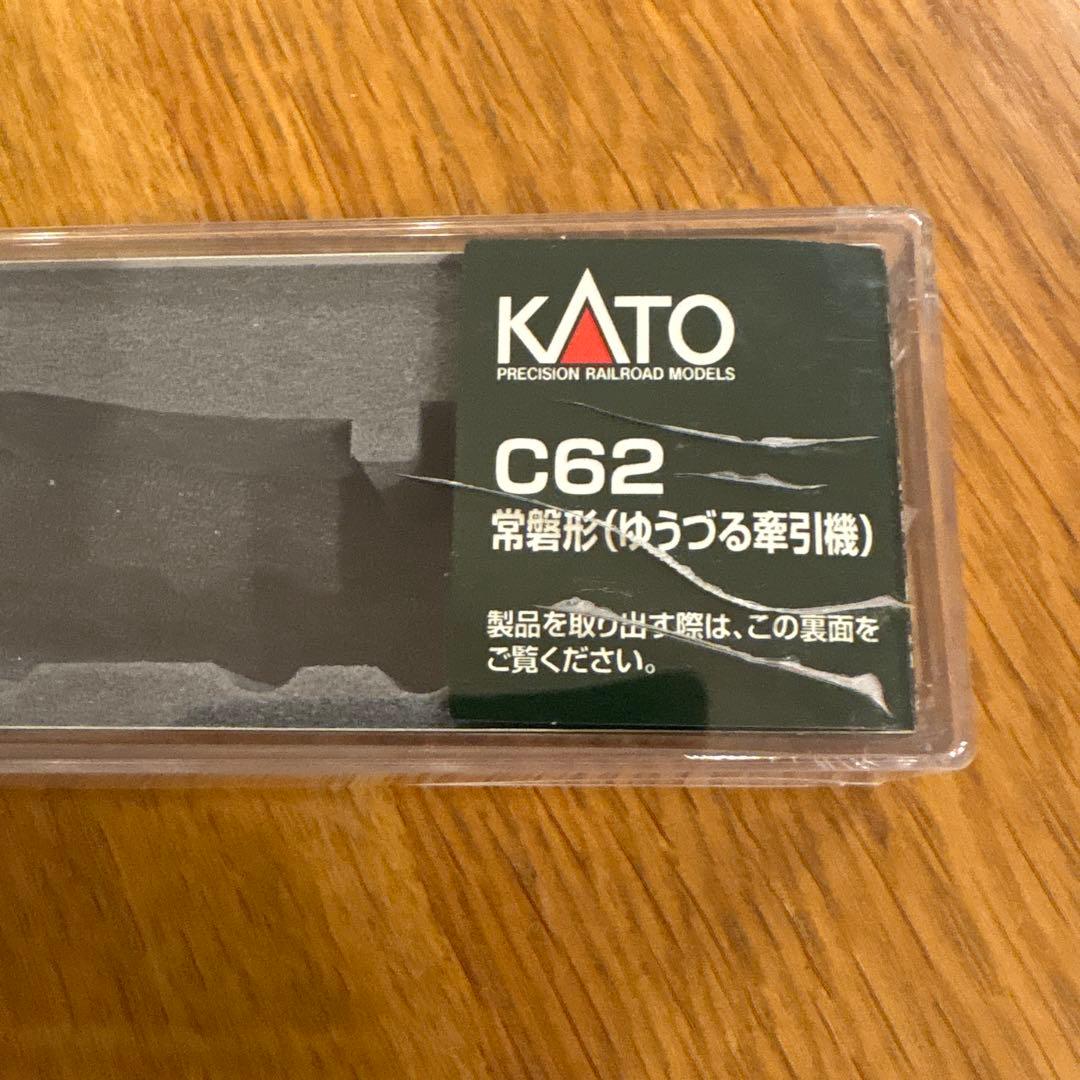 KATO
PRECISION RAILROAD MODELS
C62
常磐形(ゆうづる牽引機)
製品を取り出す際は、この裏面を
ご覧ください。